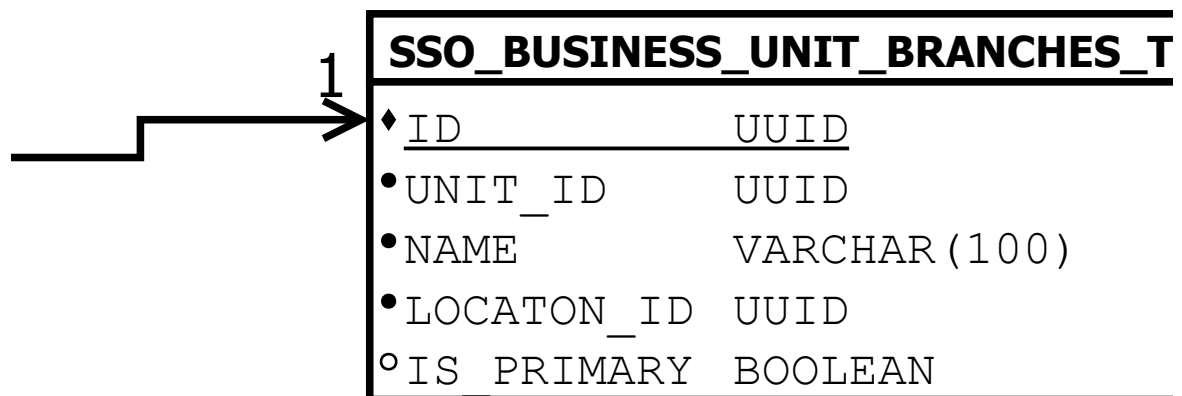 1
SSO_BUSINESS_UNIT_BRANCHES_T
ID UUID
UNIT_ID UUID
NAME VARCHAR(100)
LOCATON_ID UUID
IS_PRIMARY BOOLEAN